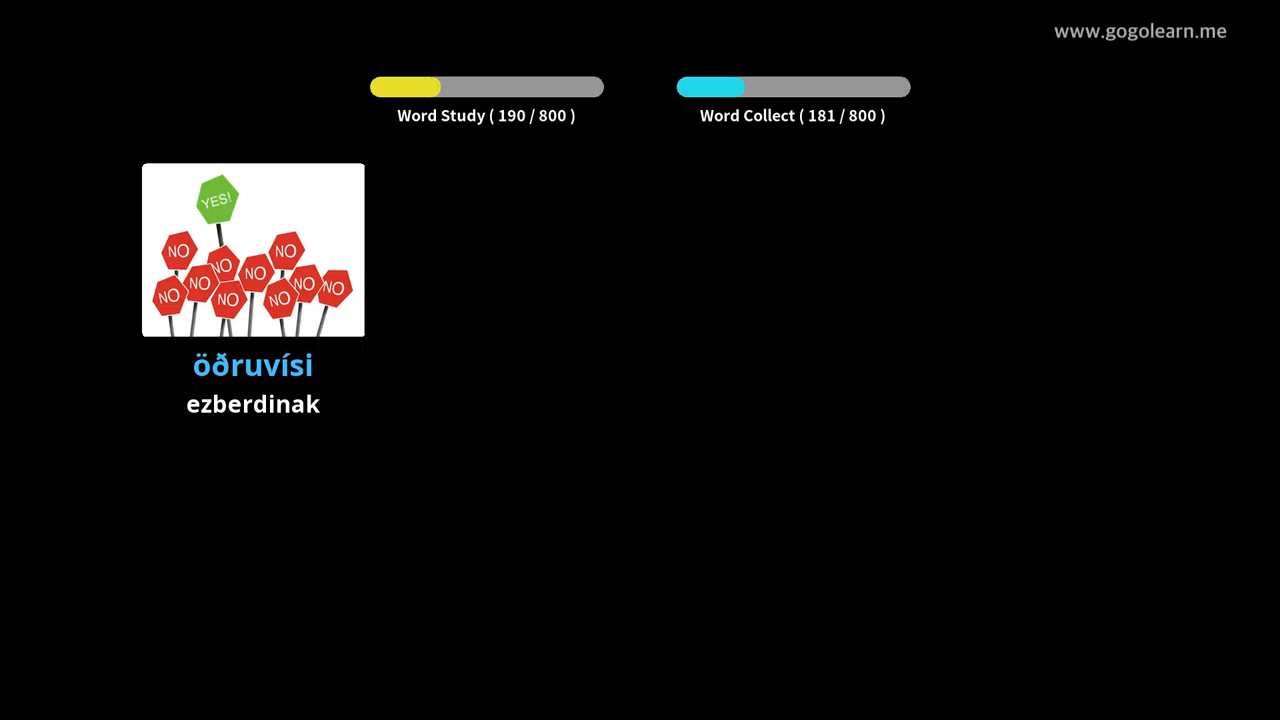 www.gogolearn.me
Word Study ( 190 / 800 )
Word Collect ( 181 / 800 )
YES!
NO
NO
NO
NO
NO
NO
NO
NO
NO
NO
öðruvísi
ezberdinak